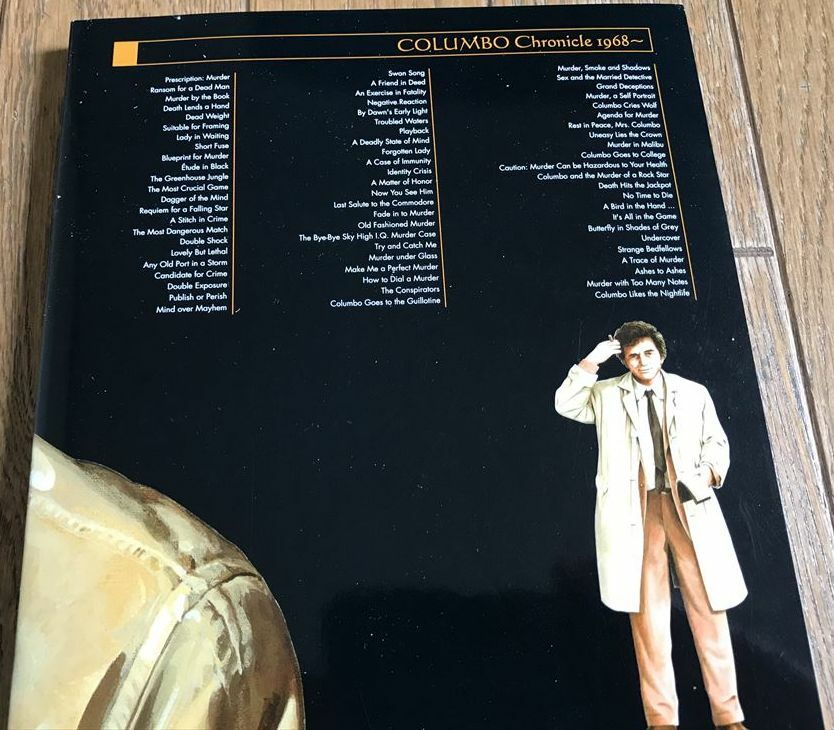 COLUMBO Chronicle 1968~
Prescription: Murder
Ransom for a Dead Man
Murder by the Book
Death Lends a Hand
Dead Weight
Suitable for Framing
Lady in Waiting
Short Fuse
Blueprint for Murder
Étude in Black
The Greenhouse Jungle
The Most Crucial Game
Dagger of the Mind
Requiem for a Falling Star
A Stitch in Crime
The Most Dangerous Match
Double Shock
Lovely But Lethal
Any Old Port in a Storm
Candidate for Crime
Double Exposure
Publish or Perish
Mind over Mayhem
Swan Song
A Friend in Deed
An Exercise in Fatality
Negative Reaction
By Dawn's Early Light
Troubled Waters
Playback
A Deadly State of Mind
Forgotten Lady
A Case of Immunity
Identity Crisis
A Matter of Honor
Now You See Him
Last Salute to the Commodore
Fade in to Murder
Old Fashioned Murder
The Bye-Bye Sky High I.Q. Murder Case
Try and Catch Me
Murder under Glass
Make Me a Perfect Murder
How to Dial a Murder
The Conspirators
Columbo Goes to the Guillotine
Murder, Smoke and Shadows
Sex and the Married Detective
Grand Deceptions
Murder, a Self Portrait
Columbo Cries Wolf
Agenda for Murder
Rest in Peace, Mrs. Columbo
Uneasy Lies the Crown
Murder in Malibu
Columbo Goes to College
Caution: Murder Can be Hazardous to Your Health
Columbo and the Murder of a Rock Star
Death Hits the Jackpot
No Time to Die
A Bird in the Hand ...
It's All in the Game
Butterfly in Shades of Grey
Undercover
Strange Bedfellows
A Trace of Murder
Ashes to Ashes
Murder with Too Many Notes
Columbo Likes the Nightlife